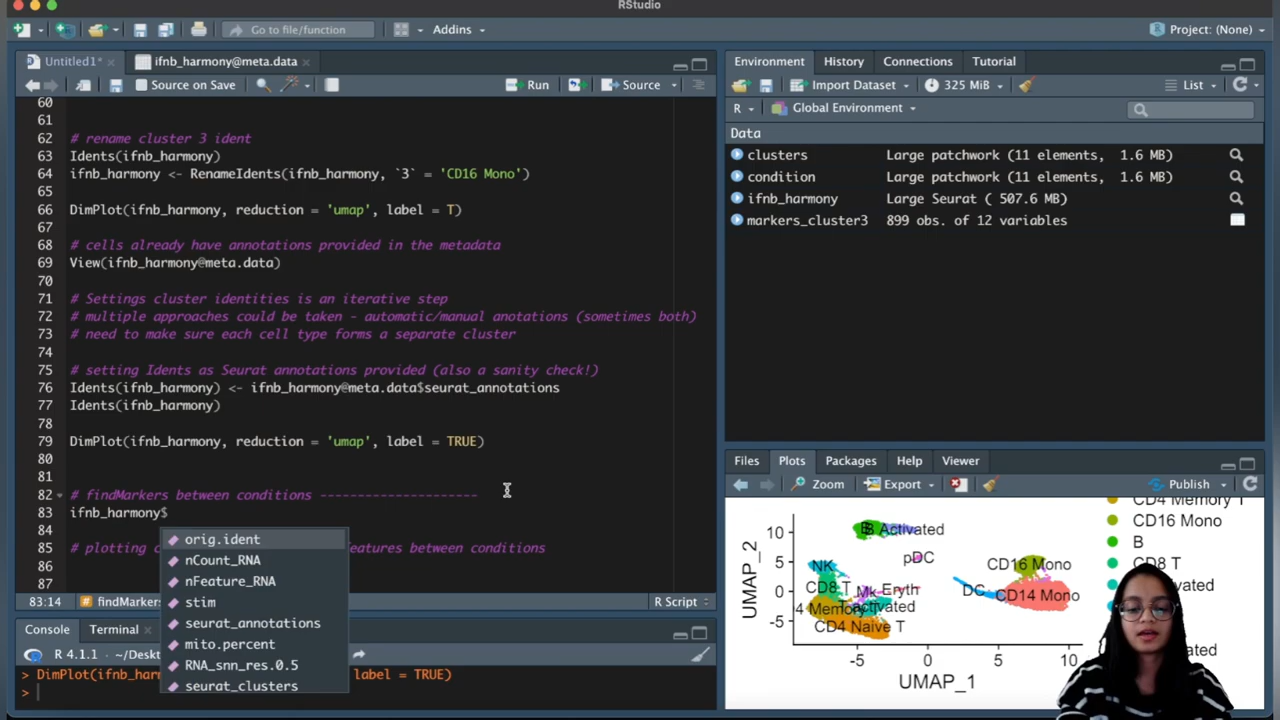 RStudio
Go to file/function
Addins
Project: (None)
Untitled1*
ifnb_harmony@meta.data
Source on Save
Run
Source
60
61
62 # rename cluster 3 ident
63 Idents(ifnb_harmony)
64 ifnb_harmony <- RenameIdents(ifnb_harmony, `3` = 'CD16 Mono')
65
66 DimPlot(ifnb_harmony, reduction = 'umap', label = T)
67
68 # cells already have annotations provided in the metadata
69 View(ifnb_harmony@meta.data)
70
71 # Settings cluster identities is an iterative step
72 # multiple approaches could be taken - automatic/manual anotations (sometimes both)
73 # need to make sure each cell type forms a separate cluster
74
75 # setting Idents as Seurat annotations provided (also a sanity check!)
76 Idents(ifnb_harmony) <- ifnb_harmony@meta.data$seurat_annotations
77 Idents(ifnb_harmony)
78
79 DimPlot(ifnb_harmony, reduction = 'umap', label = TRUE)
80
81
82 # findMarkers between conditions ---------------------
83 ifnb_harmony$
84
85 # plotting c features between conditions
86
87
orig.ident
nCount_RNA
nFeature_RNA
stim
seurat_annotations
mito.percent
RNA_snn_res.0.5
seurat_clusters
83:14
findMarkers
R Script
Console
Terminal
R 4.1.1 . ~/Deskt
> DimPlot(ifnb_harm label = TRUE)
>
Environment
History
Connections
Tutorial
Import Dataset
325 MiB
List
R
Global Environment
Data
clusters Large patchwork (11 elements, 1.6 MB)
condition Large patchwork (11 elements, 1.6 MB)
ifnb_harmony Large Seurat ( 507.6 MB)
markers_cluster3 899 obs. of 12 variables
Files
Plots
Packages
Help
Viewer
Zoom
Export
Publish
UMAP_2
10
5
0
-5
-5
0
5
10
UMAP_1
B Activated
pDC
NK
CD8 T
Mk
Eryth
4 Memory
T activated
CD4 Naive T
DC
CD16 Mono
CD14 Mono
CD4 Memory T
CD16 Mono
B
CD8 T